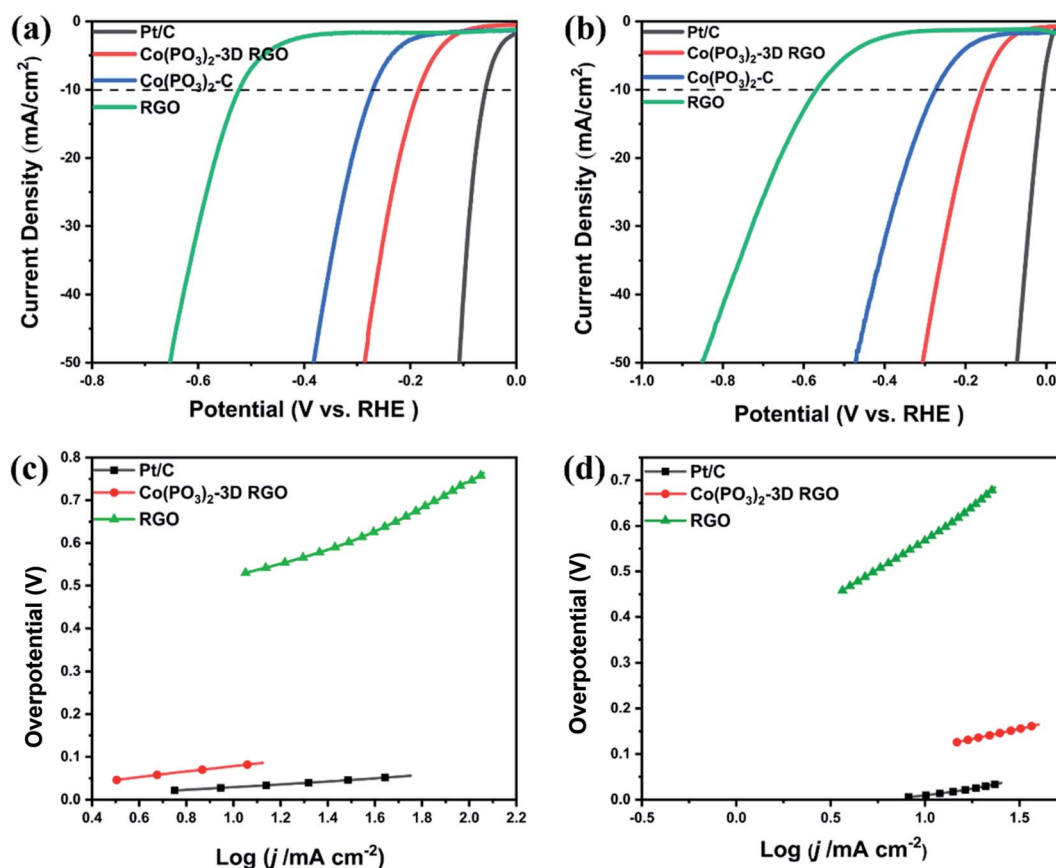 (a)
Pt/C
Co(PO3)2-3D RGO
Co(PO3)2-C
RGO
0
-10
-20
-30
-40
-50
Current Density (mA/cm2)
-0.8
-0.6
-0.4
-0.2
0.0
Potential (V vs. RHE )
(b)
Pt/C
Co(PO3)2-3D RGO
Co(PO3)2-C
RGO
0
-10
-20
-30
-40
-50
Current Density (mA/cm2)
-1.0
-0.8
-0.6
-0.4
-0.2
0.0
Potential (V vs. RHE )
(c)
Pt/C
Co(PO3)2-3D RGO
RGO
0.8
0.7
0.6
0.5
0.4
0.3
0.2
0.1
0.0
Overpotential (V)
0.4
0.6
0.8
1.0
1.2
1.4
1.6
1.8
2.0
2.2
Log (j /mA cm-2)
(d)
Pt/C
Co(PO3)2-3D RGO
RGO
0.7
0.6
0.5
0.4
0.3
0.2
0.1
0.0
Overpotential (V)
-0.5
0.0
0.5
1.0
1.5
Log (j /mA cm-2)